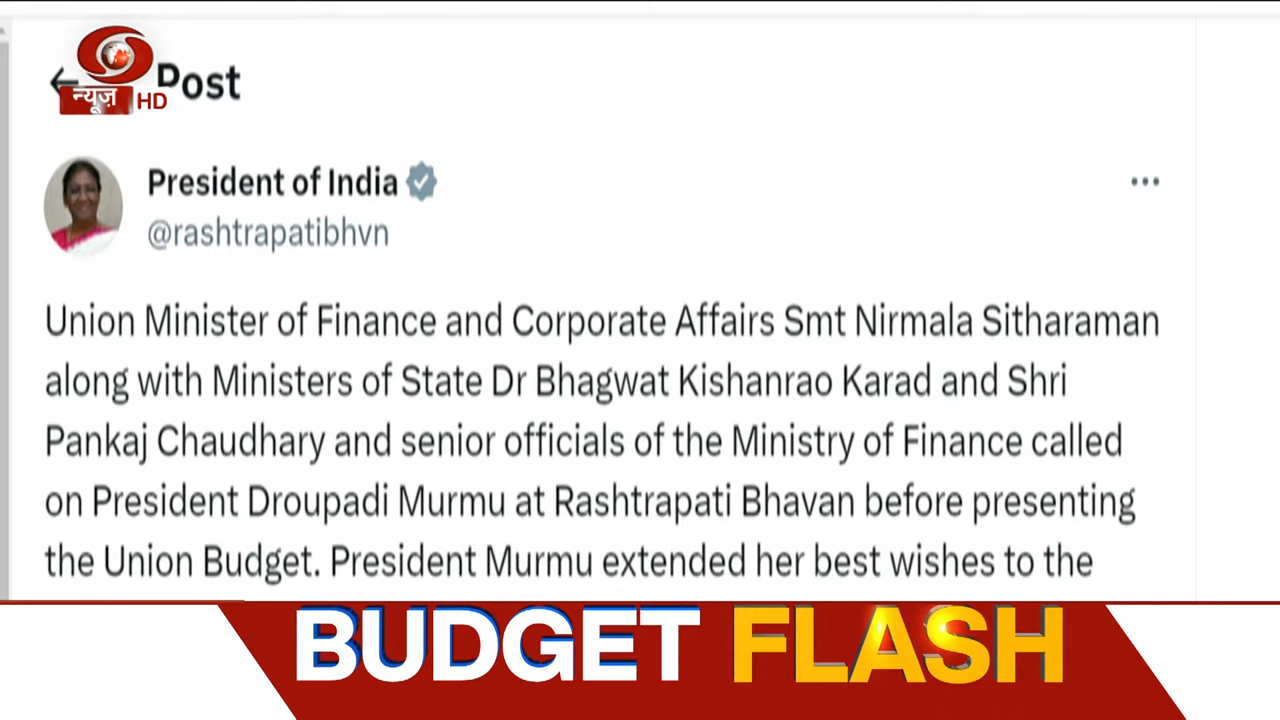 न्यूज़ HD
Post
President of India
@rashtrapatibhvn
Union Minister of Finance and Corporate Affairs Smt Nirmala Sitharaman
along with Ministers of State Dr Bhagwat Kishanrao Karad and Shri
Pankaj Chaudhary and senior officials of the Ministry of Finance called
on President Droupadi Murmu at Rashtrapati Bhavan before presenting
the Union Budget. President Murmu extended her best wishes to the
BUDGET FLASH